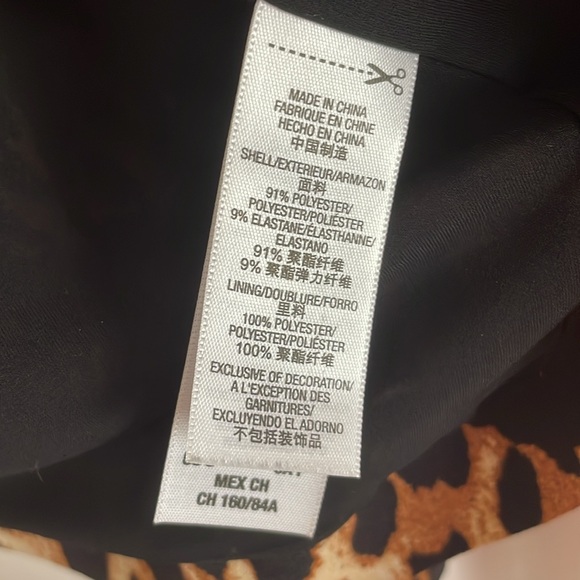 MADE IN CHINA
FABRIQUE EN CHINE
HECHO EN CHINA
中国制造
SHELL/EXTERIEUR/ARMAZON
面料
91% POLYESTER/
POLYESTER/POLIÉSTER
9% ELASTANE/ÉLASTHANNE/
ELASTANO
91% 聚酯纤维
9% 聚酯弹力纤维
LINING/DOUBLURE/FORRO
里料
100% POLYESTER/
POLYESTER/POLIÉSTER
100% 聚酯纤维
EXCLUSIVE OF DECORATION/
A L'EXCEPTION DES
GARNITURES/
EXCLUYENDO EL ADORNO
不包括装饰品
MEX CH
CH 160/84A